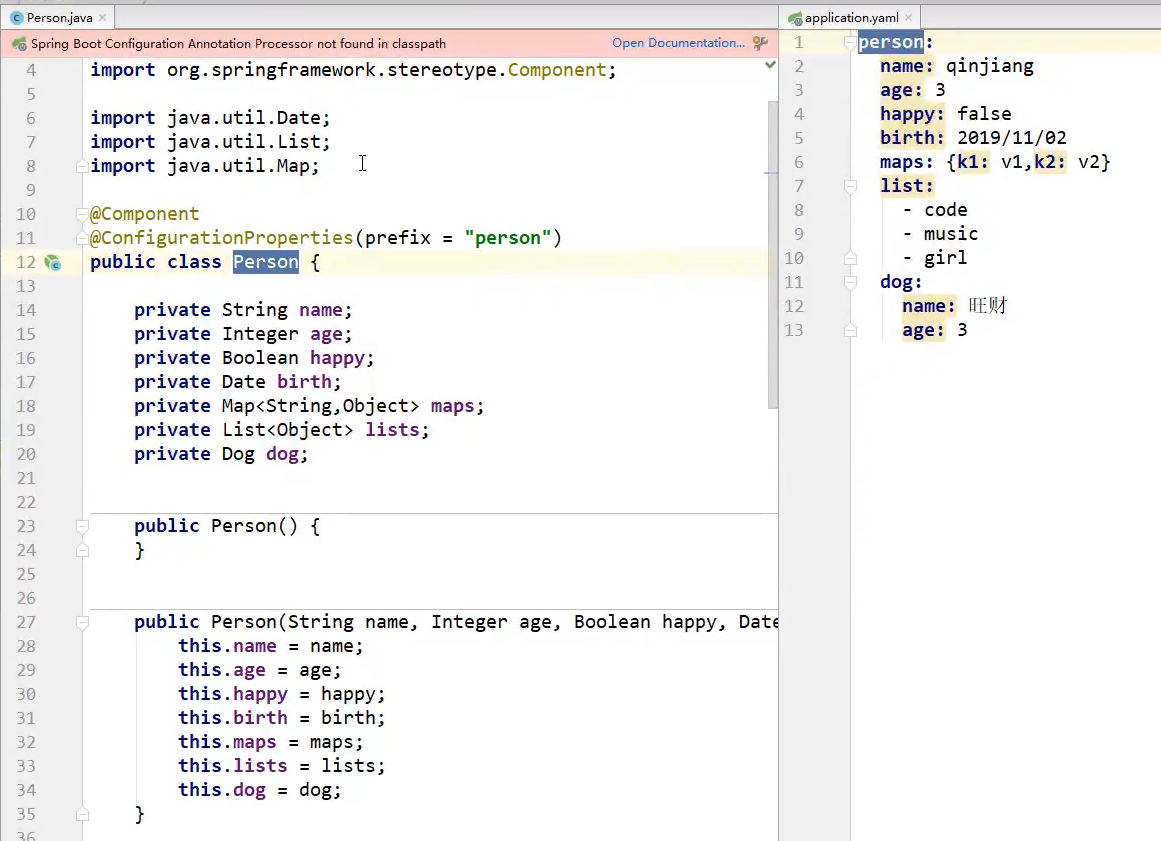 Person.java
Spring Boot Configuration Annotation Processor not found in classpath Open Documentation...
4 import org.springframework.stereotype.Component;
5
6 import java.util.Date;
7 import java.util.List;
8 import java.util.Map;
9
10 @Component
11 @ConfigurationProperties(prefix = "person")
12 public class Person {
13
14 private String name;
15 private Integer age;
16 private Boolean happy;
17 private Date birth;
18 private Map<String,Object> maps;
19 private List<Object> lists;
20 private Dog dog;
21
22
23 public Person() {
24 }
25
26
27 public Person(String name, Integer age, Boolean happy, Date
28 this.name = name;
29 this.age = age;
30 this.happy = happy;
31 this.birth = birth;
32 this.maps = maps;
33 this.lists = lists;
34 this.dog = dog;
35 }
36
application.yaml
1 person:
2 name: qinjiang
3 age: 3
4 happy: false
5 birth: 2019/11/02
6 maps: {k1: v1,k2: v2}
7 list:
8 - code
9 - music
10 - girl
11 dog:
12 name: 旺财
13 age: 3